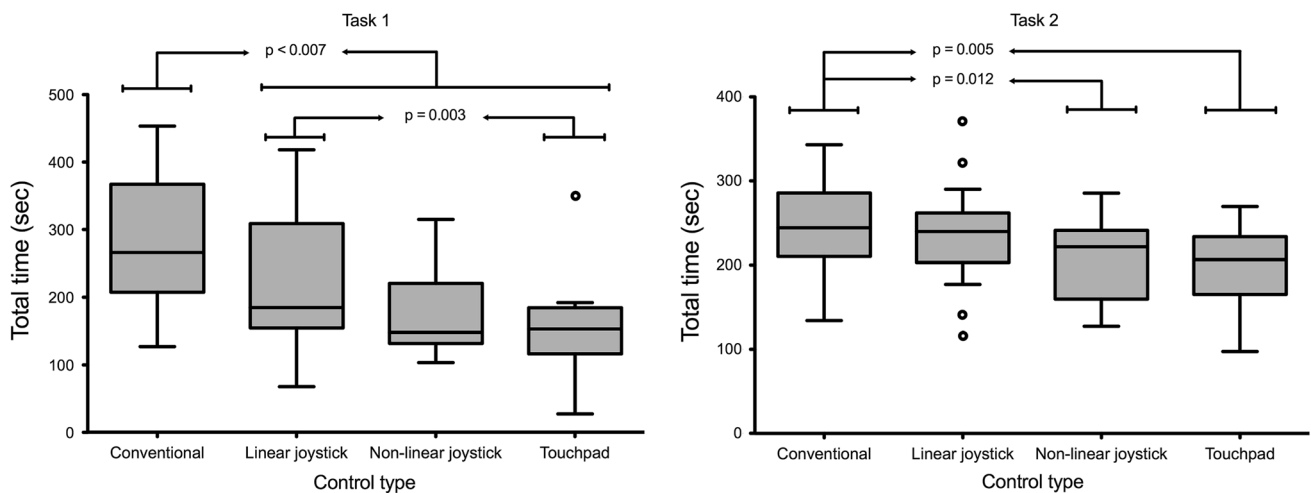 Task 1
p < 0.007
p = 0.003
500
400
300
200
100
0
Total time (sec)
Conventional
Linear joystick
Non-linear joystick
Touchpad
Control type
Task 2
p = 0.005
p = 0.012
400
300
200
100
0
Total time (sec)
Conventional
Linear joystick
Non-linear joystick
Touchpad
Control type